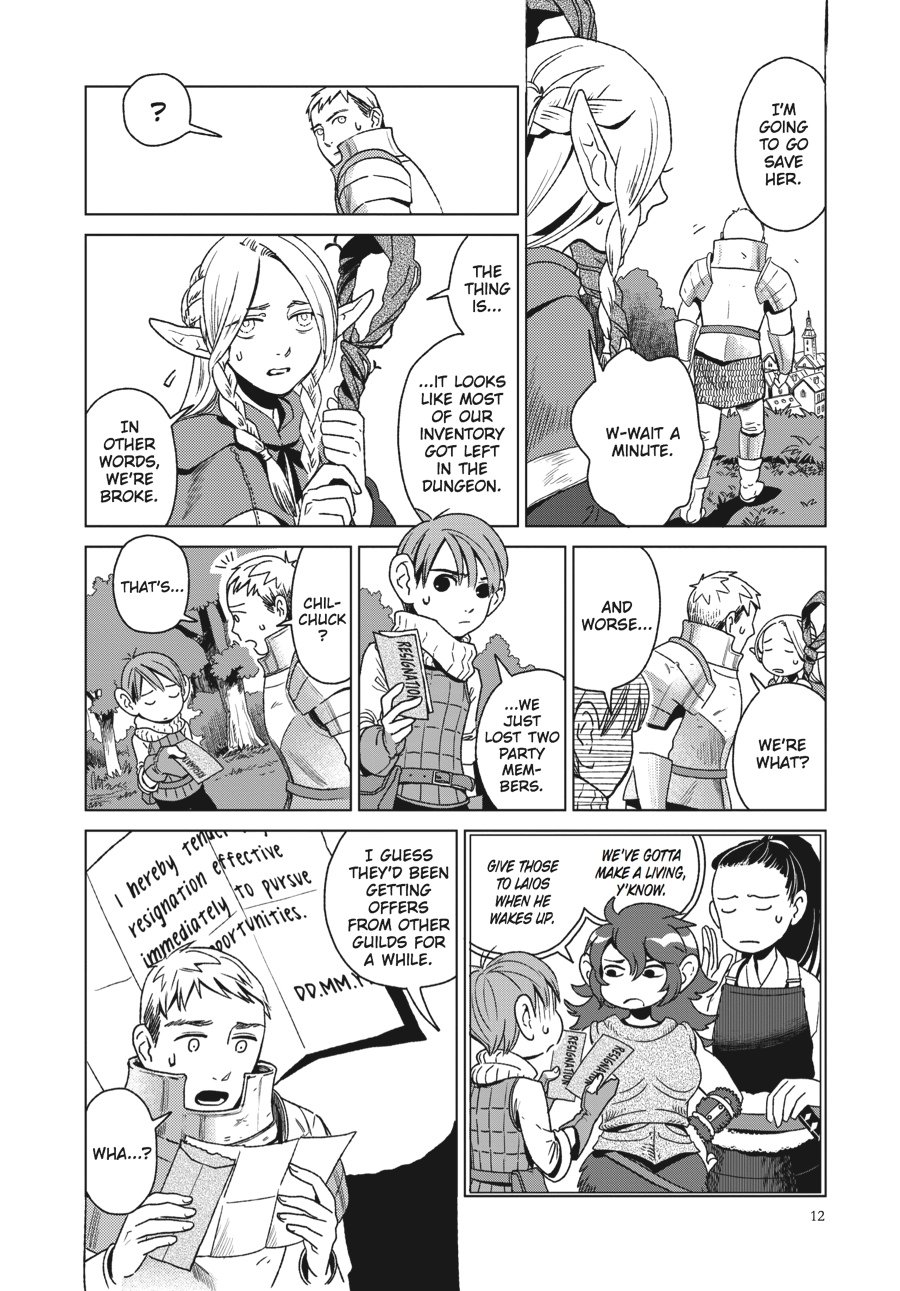 I'M
GOING
TO GO
SAVE
HER.
W-WAIT A
MINUTE.
?
THE
THING
IS...
...IT LOOKS
LIKE MOST
OF OUR
INVENTORY
GOT LEFT
IN THE
DUNGEON.
IN
OTHER
WORDS,
WE'RE
BROKE.
AND
WORSE...
WE'RE
WHAT?
...WE
JUST
LOST TWO
PARTY
MEM-
BERS.
RESIGNATION
CHIL-
CHUCK
?
THAT'S...
RESIGNATION
WE'VE GOTTA
MAKE A LIVING,
Y'KNOW.
GIVE THOSE
TO LAIOS
WHEN HE
WAKES UP.
RESIGNATION
RESIGNATION
I GUESS
THEY'D BEEN
GETTING
OFFERS
FROM OTHER
GUILDS FOR
A WHILE.
I hereby
resignation effective
immediately to pursue
DD.MM.
WHA...?
12